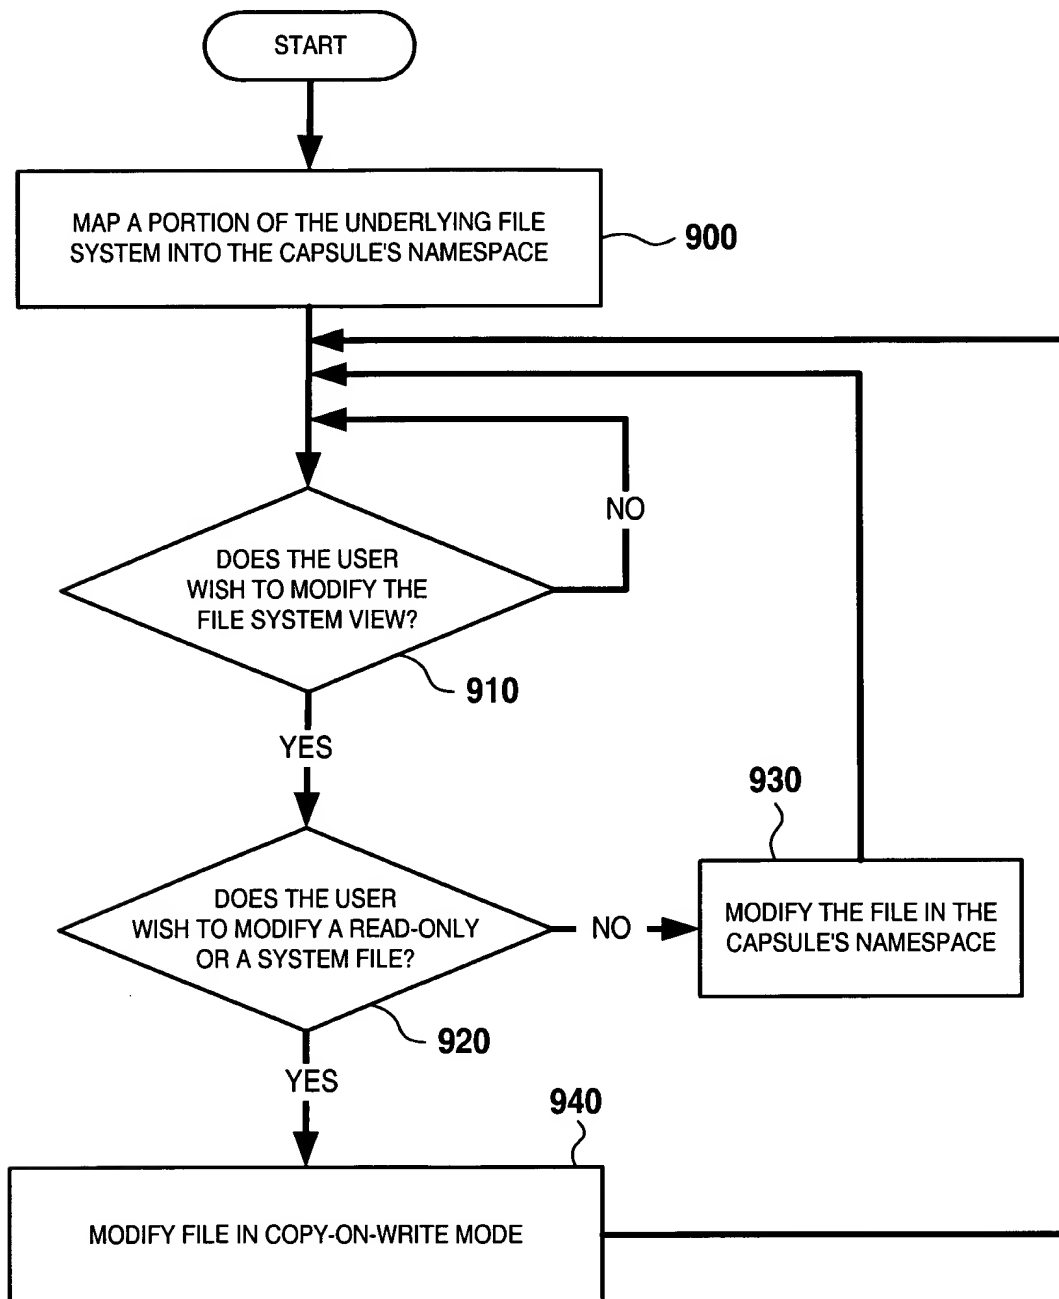 START
MAP A PORTION OF THE UNDERLYING FILE
SYSTEM INTO THE CAPSULE'S NAMESPACE
900
NO
DOES THE USER
WISH TO MODIFY THE
FILE SYSTEM VIEW?
910
YES
930
DOES THE USER
WISH TO MODIFY A READ-ONLY
OR A SYSTEM FILE?
NO
MODIFY THE FILE IN THE
CAPSULE'S NAMESPACE
920
YES
940
MODIFY FILE IN COPY-ON-WRITE MODE